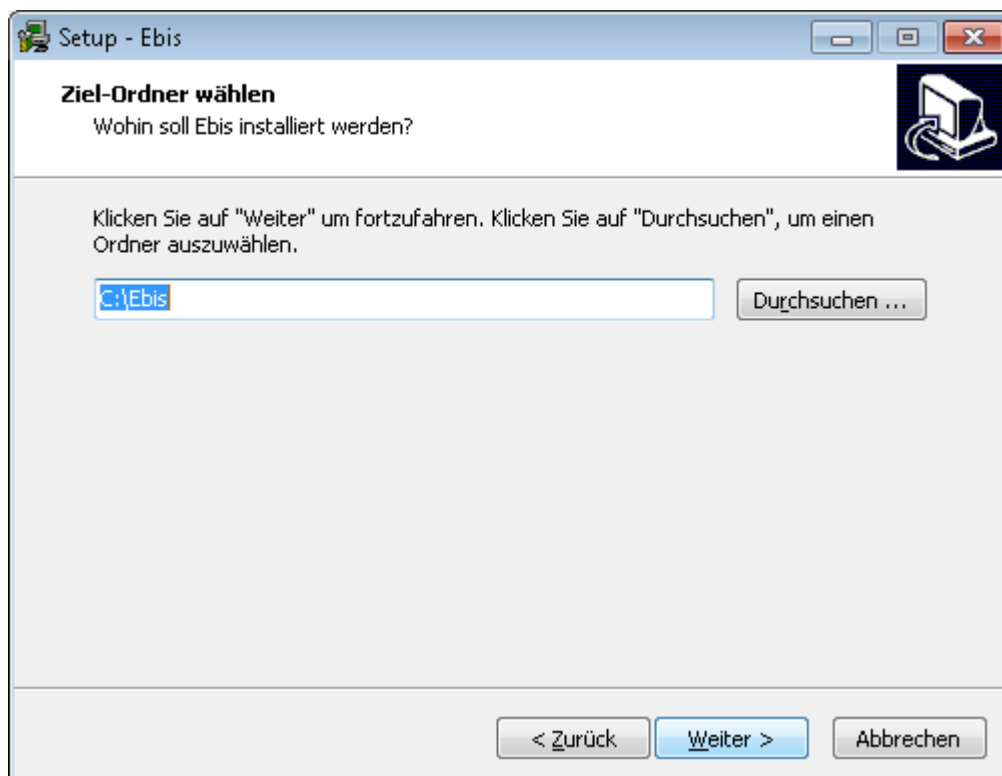 Setup - Ebis
Ziel-Ordner wählen
Wohin soll Ebis installiert werden?
Klicken Sie auf "Weiter" um fortzufahren. Klicken Sie auf "Durchsuchen", um einen
Ordner auszuwählen.
C:\Ebis
Durchsuchen ...
< Zurück
Weiter >
Abbrechen